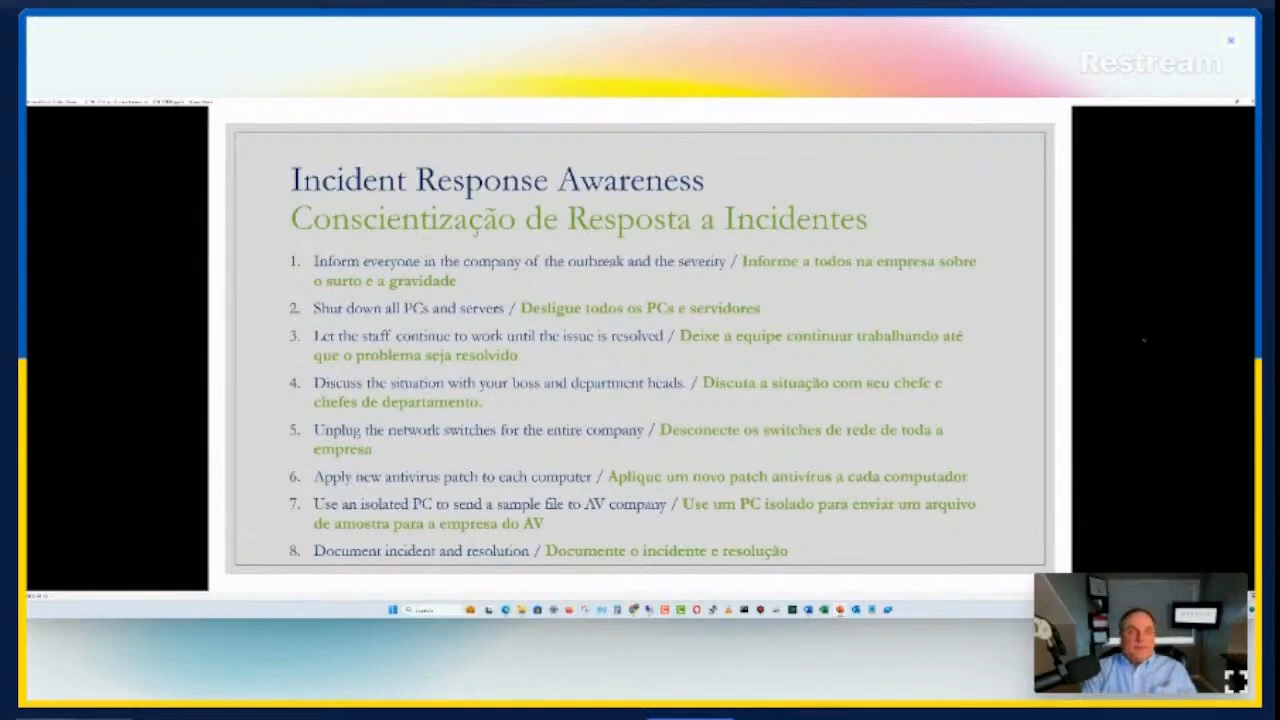 Restream
Incident Response Awareness
Conscientização de Resposta a Incidentes
1. Inform everyone in the company of the outbreak and the severity / Informe a todos na empresa sobre
o surto e a gravidade
2. Shut down all PCs and servers / Desligue todos os PCs e servidores
3. Let the staff continue to work until the issue is resolved / Deixe a equipe continuar trabalhando até
que o problema seja resolvido
4. Discuss the situation with your boss and department heads. / Discuta a situação com seu chefe e
chefes de departamento.
5. Unplug the network switches for the entire company / Desconecte os switches de rede de toda a
empresa
6. Apply new antivirus patch to each computer / Aplique um novo patch antivírus a cada computador
7. Use an isolated PC to send a sample file to AV company / Use um PC isolado para enviar um arquivo
de amostra para a empresa do AV
8. Document incident and resolution / Documente o incidente e resolução
Search